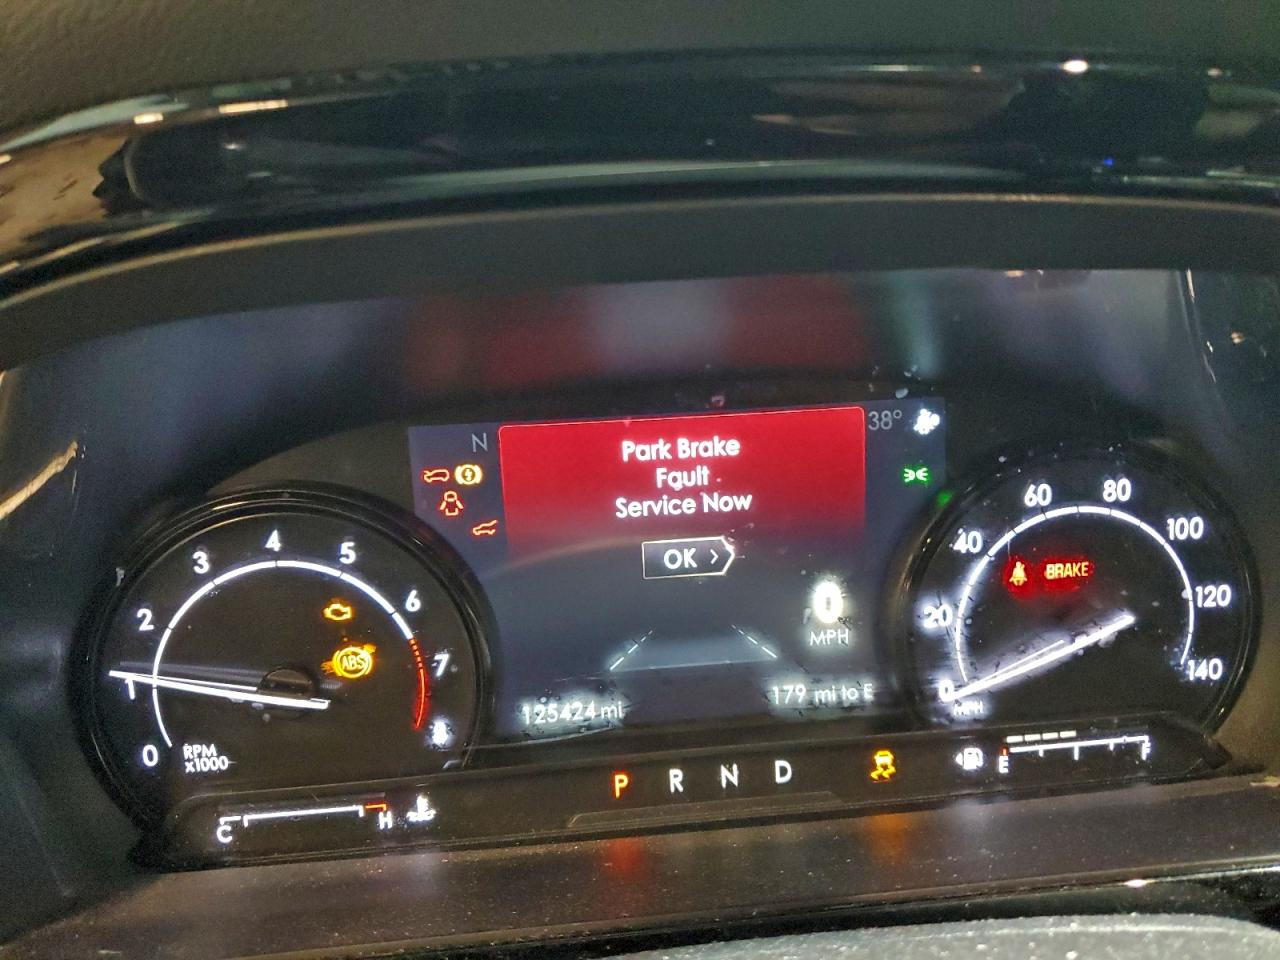 N
Park Brake
Fault
Service Now
38°
OK >
0
MPH
125424 mi
179 mi to E
0
1
2
3
4
5
6
7
8
RPM
x1000
ABS
0
20
40
60
80
100
120
140
MPH
BRAKE
P R N D
C H
E F